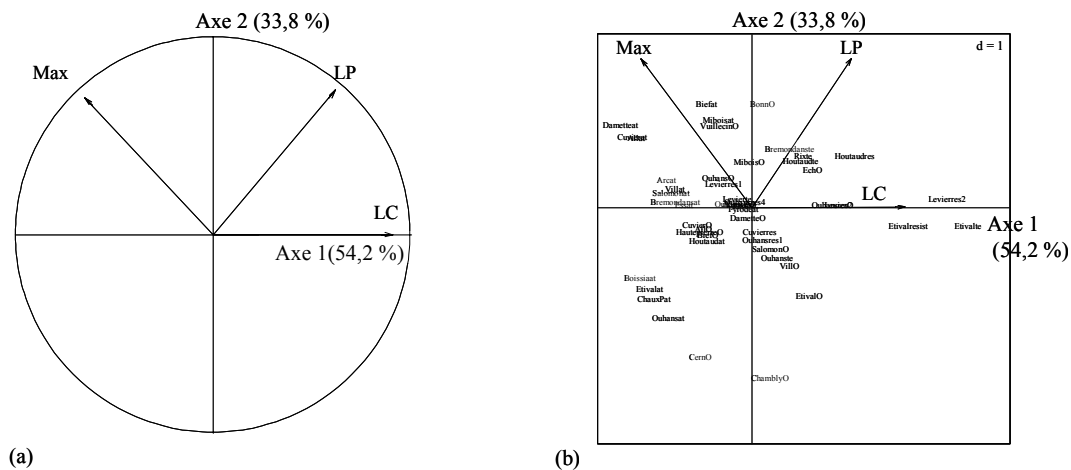 Axe 2 (33,8 %)
Max
LP
LC
Axe 1(54,2 %)
(a)
Axe 2 (33,8 %)
d = 1
Max
LP
Biefat
BonnO
Miboisat
VuillecinO
Dametteat
Bremondanste
Rixte
Houtaudres
MiboisO
Houtaudte
EchO
OuhansO
Levierres1
Arcat
Villat
Salomonat
Bremondansat
LC
Levierres2
DametteO
CuvierO
Cuvierres
Etivalresist
Etivalte
Axe 1
(54,2 %)
Houtaudat
Ouhansres1
SalomonO
Ouhanste
VillO
Boissiaat
Etivalat
ChauxPat
EtivalO
Ouhansat
CernO
ChamblyO
(b)